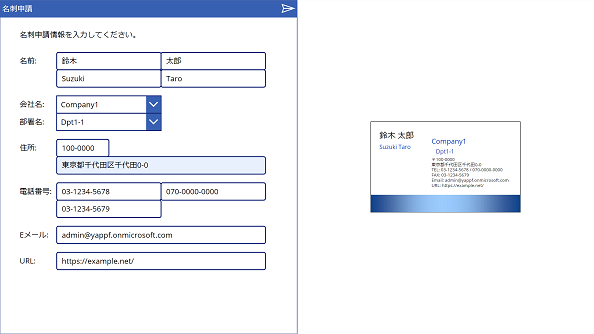 名刺申請
名刺申請情報を入力してください。
名前: 鈴木 太郎
Suzuki Taro
会社名: Company1
部署名: Dpt1-1
住所: 100-0000
東京都千代田区千代田0-0
電話番号: 03-1234-5678 070-0000-0000
03-1234-5679
Eメール: admin@yappf.onmicrosoft.com
URL: https://example.net/
鈴木 太郎
Suzuki Taro
Company1
Dpt1-1
〒100-0000
東京都千代田区千代田0-0
TEL: 03-1234-5678 / 070-0000-0000
FAX: 03-1234-5679
Email: admin@yappf.onmicrosoft.com
URL: https://example.net/